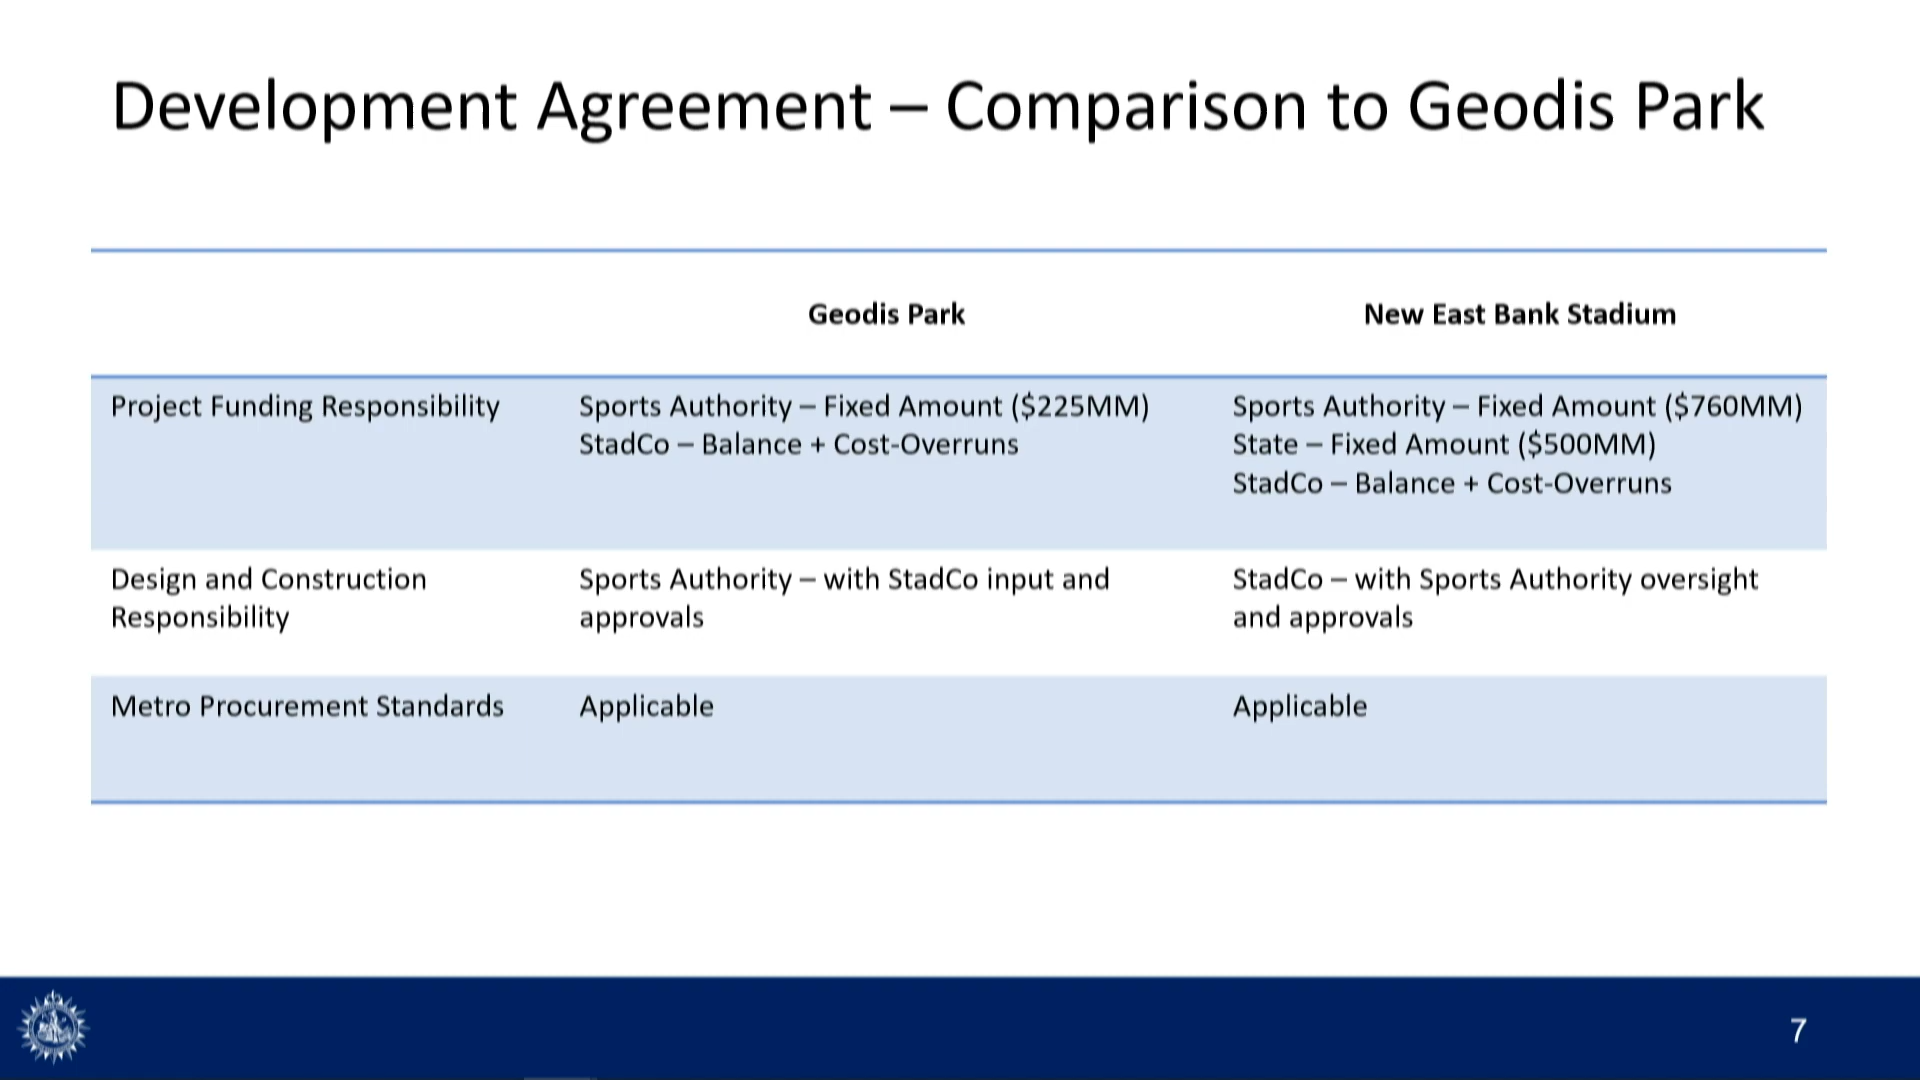 Development Agreement – Comparison to Geodis Park
Geodis Park
New East Bank Stadium
Project Funding Responsibility
Sports Authority – Fixed Amount ($225MM)
StadCo – Balance + Cost-Overruns
Sports Authority – Fixed Amount ($760MM)
State – Fixed Amount ($500MM)
StadCo – Balance + Cost-Overruns
Design and Construction
Responsibility
Sports Authority – with StadCo input and
approvals
StadCo – with Sports Authority oversight
and approvals
Metro Procurement Standards
Applicable
Applicable
7